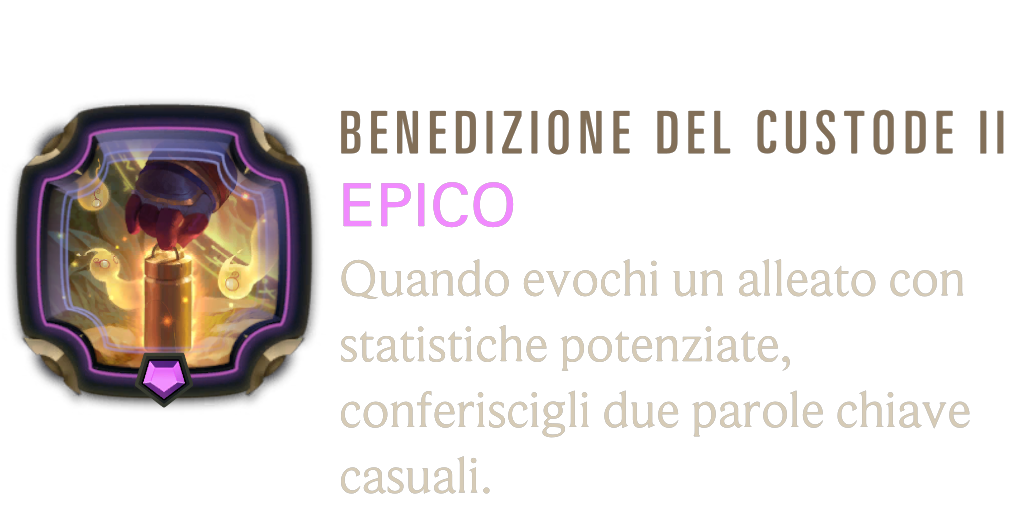 BENEDIZIONE DEL CUSTODE II
EPICO
Quando evochi un alleato con
statistiche potenziate,
conferiscigli due parole chiave
casuali.